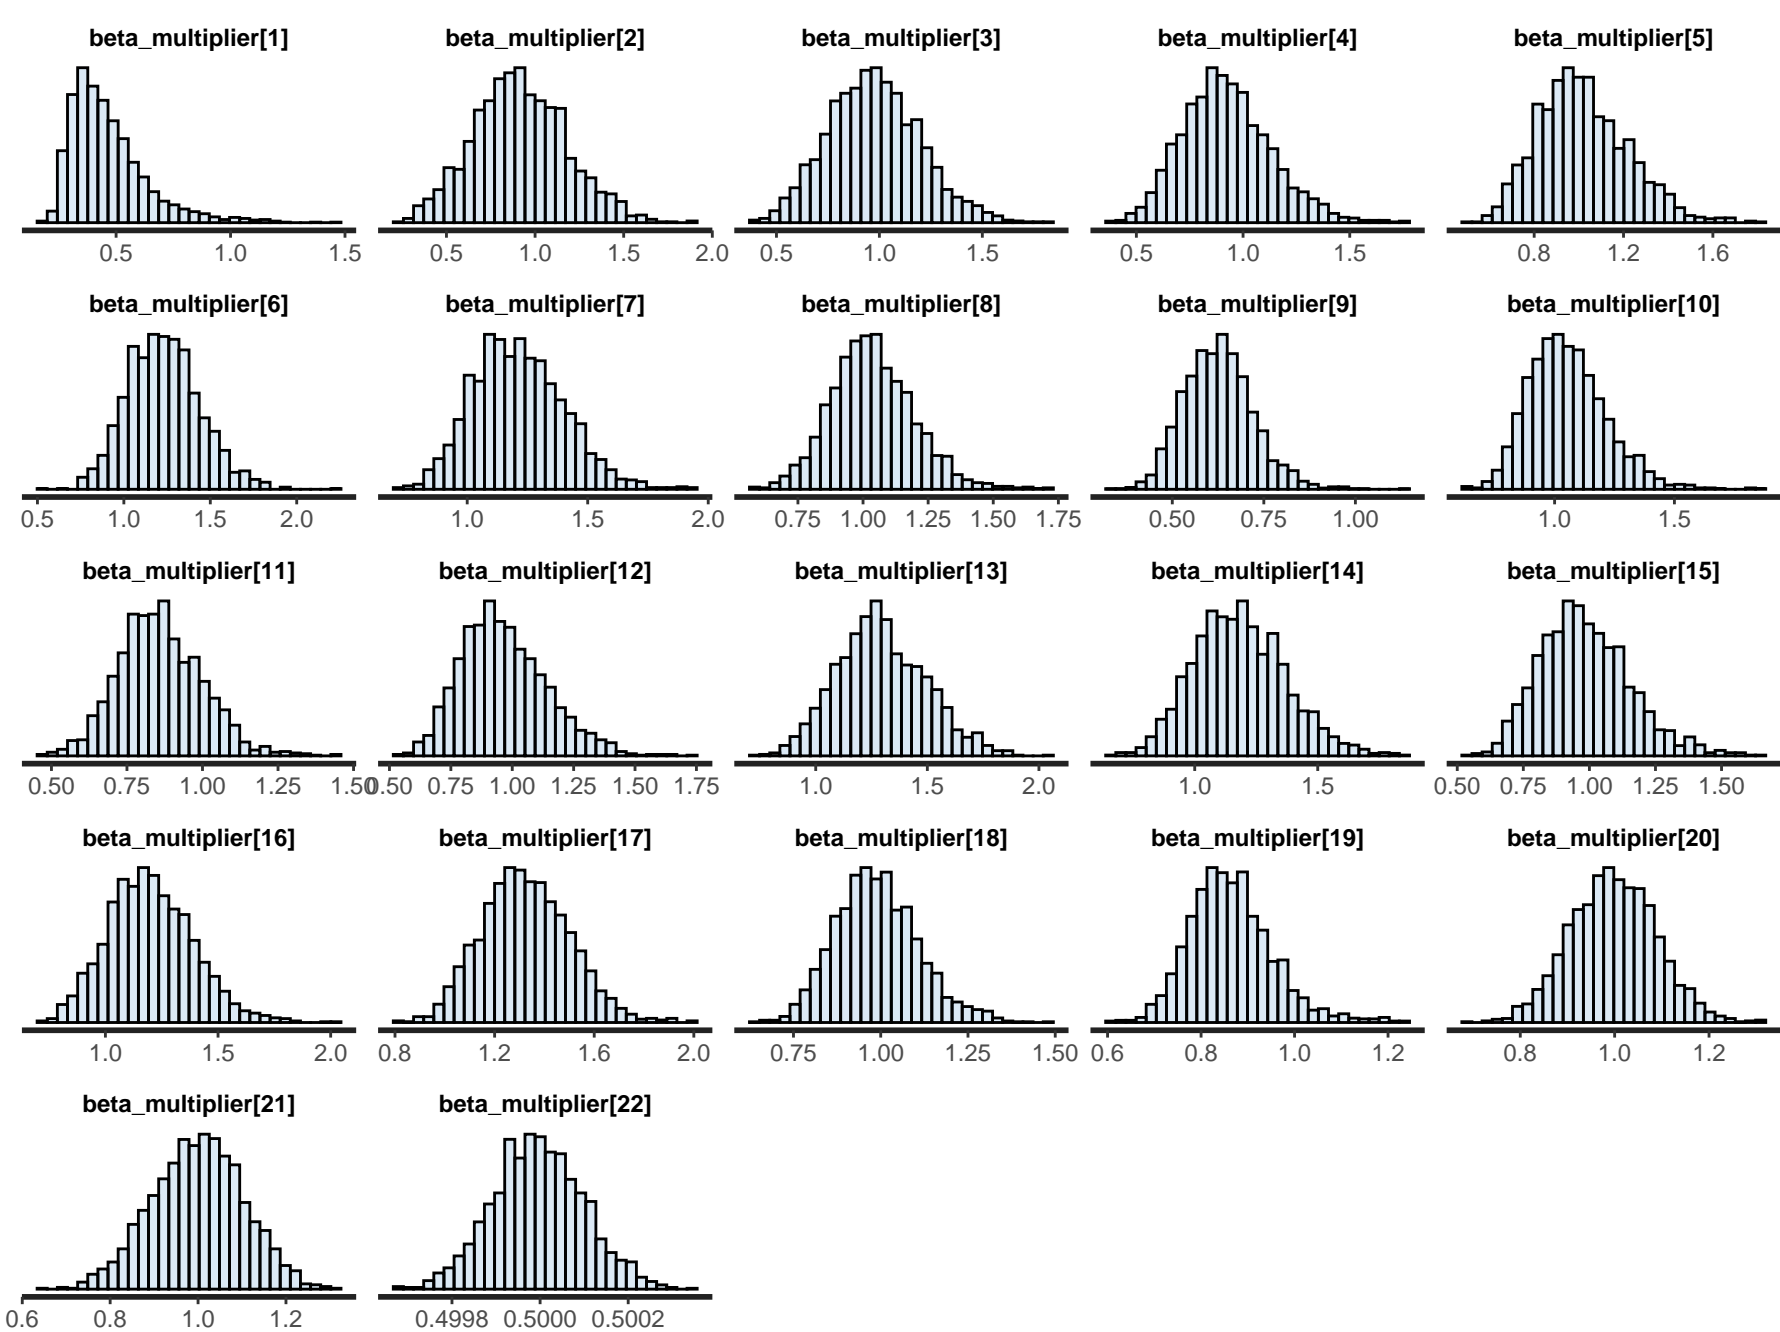 beta_multiplier[1] beta_multiplier[2] beta_multiplier[3] beta_multiplier[4] beta_multiplier[5]
0.5 1.0 1.5 0.5 1.0 1.5 2.0 0.5 1.0 1.5 0.5 1.0 1.5 0.8 1.2 1.6
beta_multiplier[6] beta_multiplier[7] beta_multiplier[8] beta_multiplier[9] beta_multiplier[10]
0.5 1.0 1.5 2.0 1.0 1.5 2.0 0.75 1.00 1.25 1.50 1.75 0.50 0.75 1.00 1.0 1.5
beta_multiplier[11] beta_multiplier[12] beta_multiplier[13] beta_multiplier[14] beta_multiplier[15]
0.50 0.75 1.00 1.25 1.50 0.50 0.75 1.00 1.25 1.50 1.75 1.0 1.5 2.0 1.0 1.5 0.50 0.75 1.00 1.25 1.50
beta_multiplier[16] beta_multiplier[17] beta_multiplier[18] beta_multiplier[19] beta_multiplier[20]
1.0 1.5 2.0 0.8 1.2 1.6 2.0 0.75 1.00 1.25 1.50 0.6 0.8 1.0 1.2 0.8 1.0 1.2
beta_multiplier[21] beta_multiplier[22]
0.6 0.8 1.0 1.2 0.4998 0.5000 0.5002